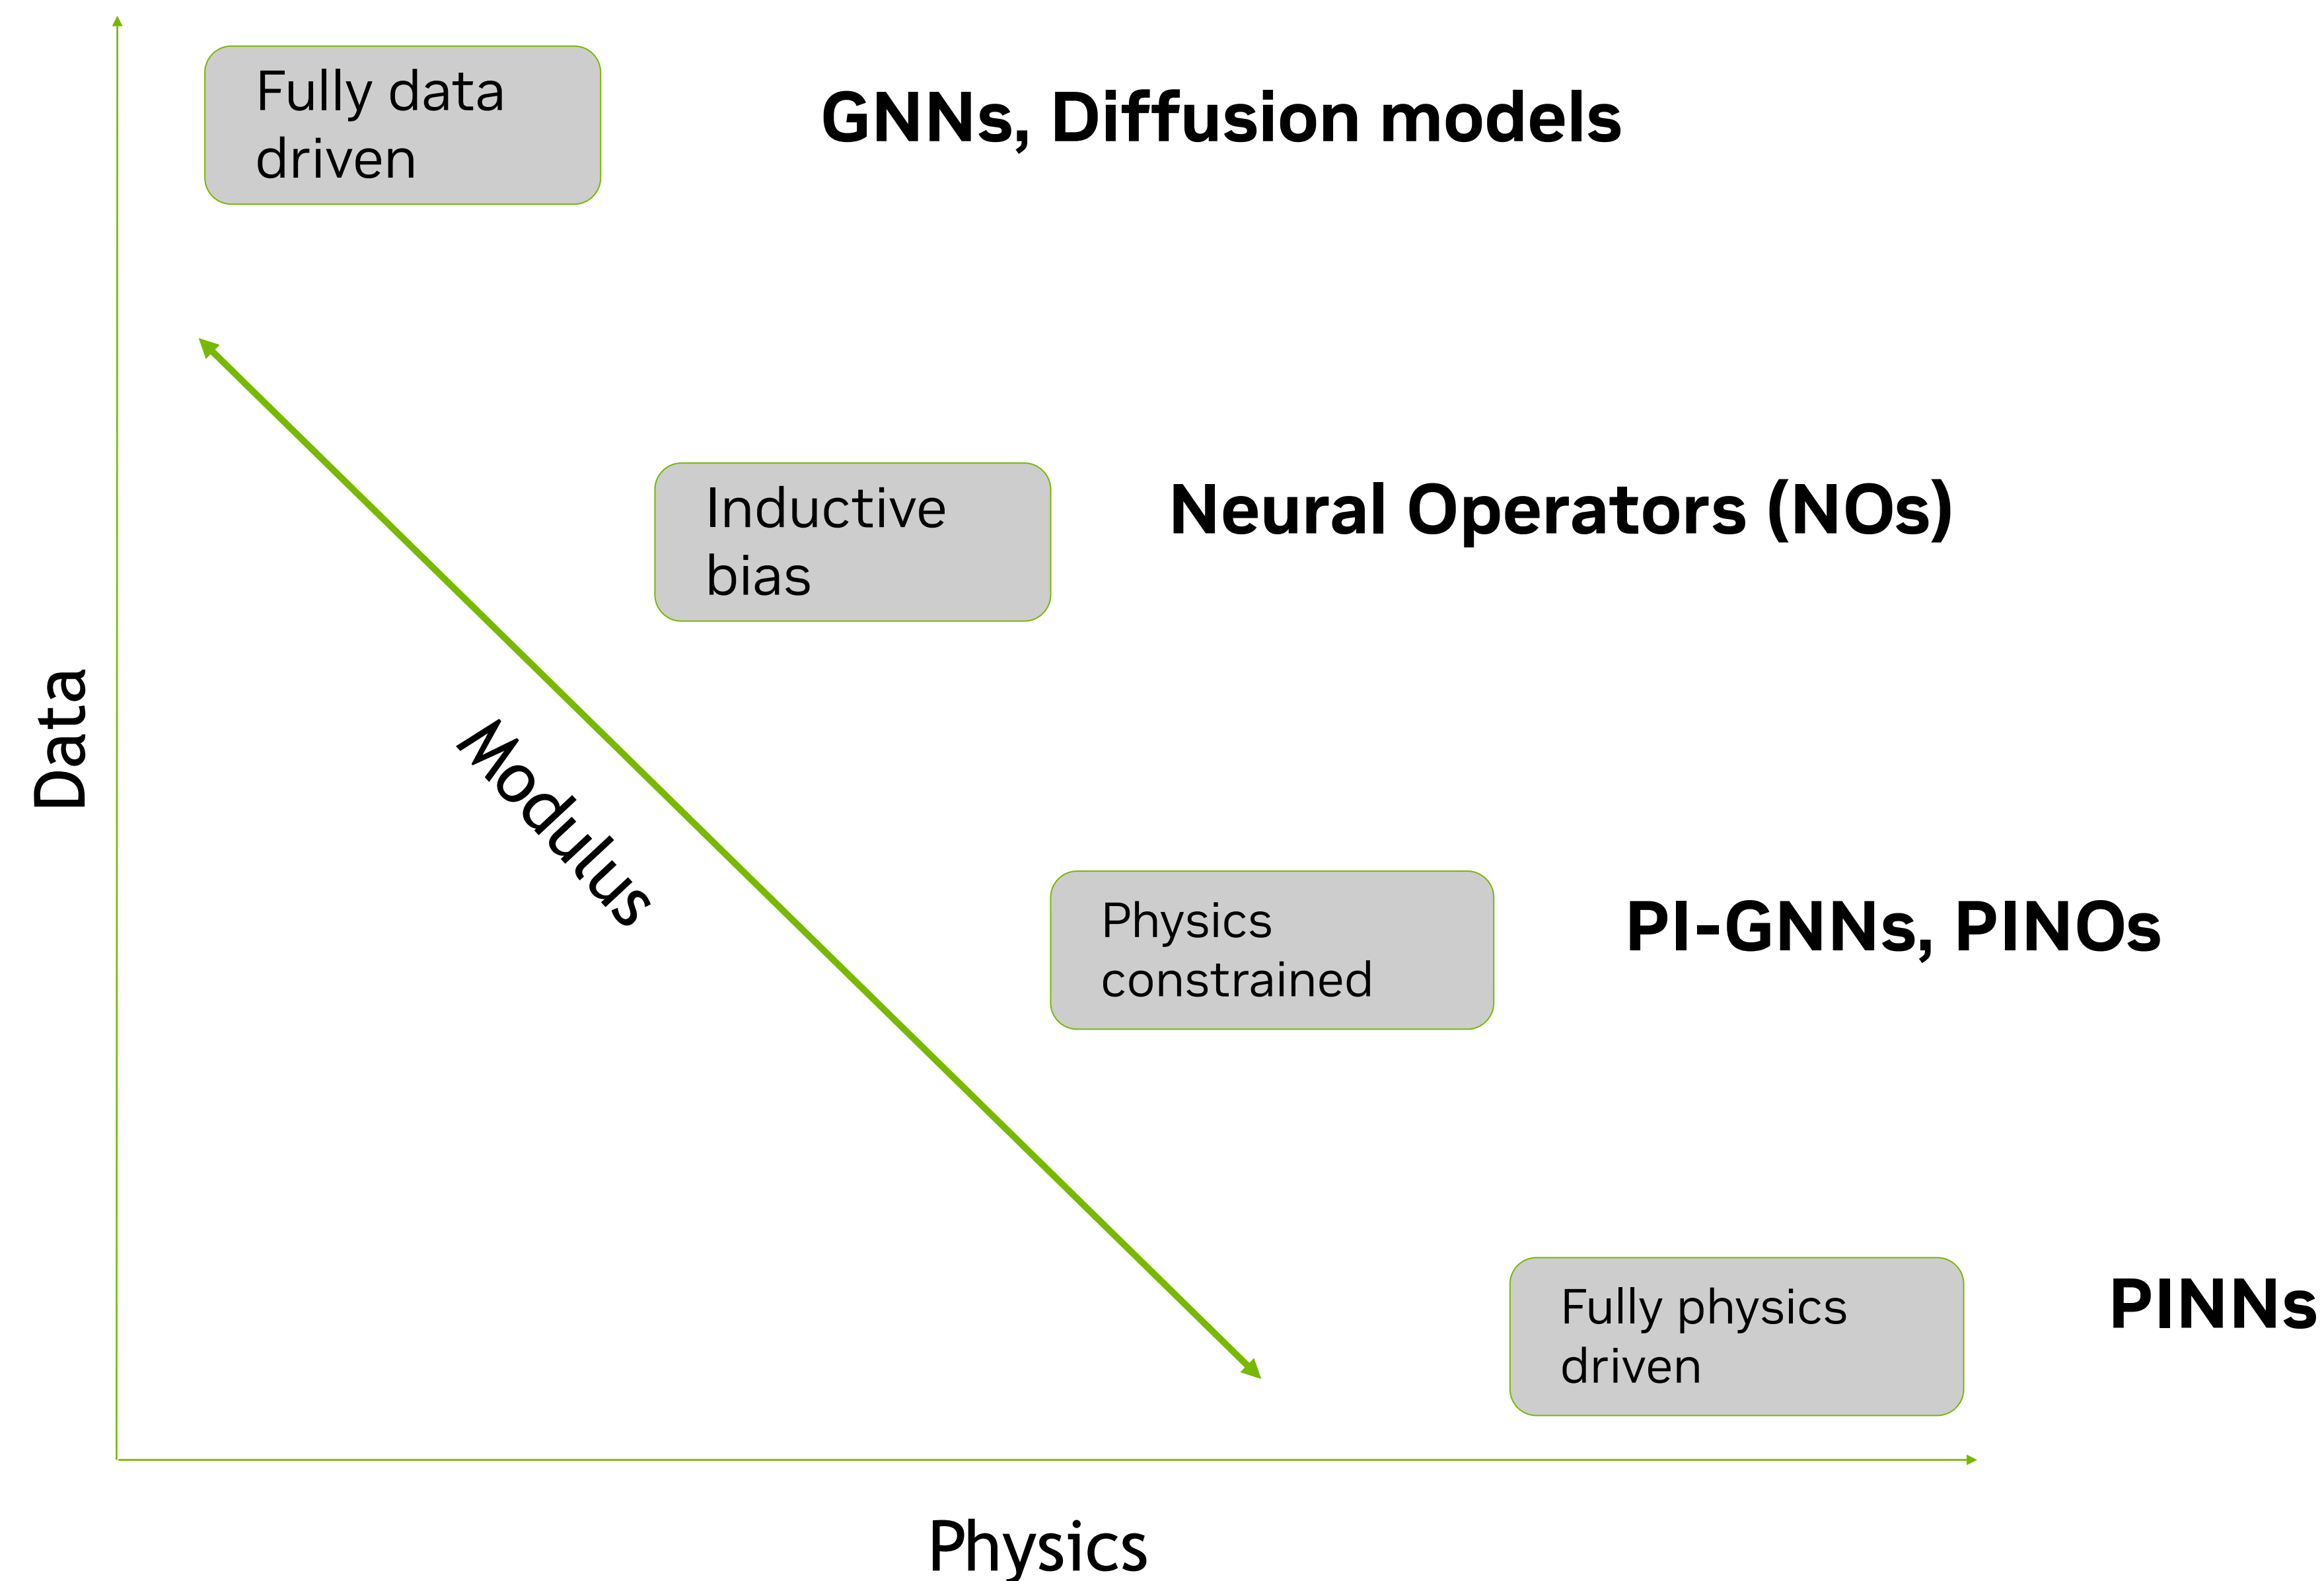 Fully data
driven
GNNs, Diffusion models
Inductive
bias
Neural Operators (NOs)
Data
Modulus
Physics
constrained
PI-GNNs, PINOs
Fully physics
driven
PINNs
Physics